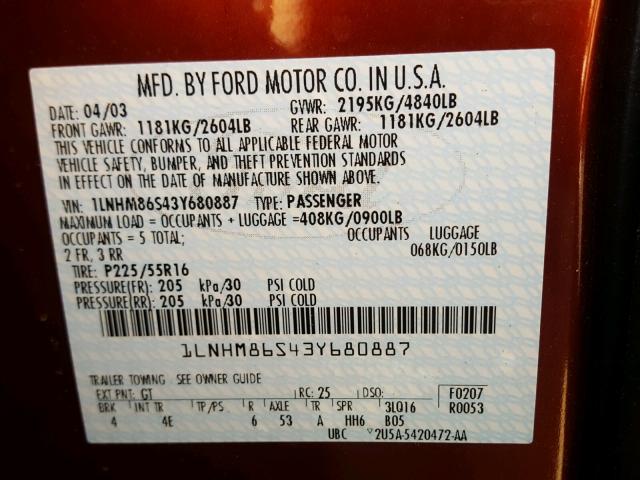 MFD. BY FORD MOTOR CO. IN U.S.A.
DATE: 04/03 GVWR: 2195KG/4840LB
FRONT GAWR: 1181KG/2604LB REAR GAWR: 1181KG/2604LB
THIS VEHICLE CONFORMS TO ALL APPLICABLE FEDERAL MOTOR
VEHICLE SAFETY, BUMPER, AND THEFT PREVENTION STANDARDS
IN EFFECT ON THE DATE OF MANUFACTURE SHOWN ABOVE.
VIN: 1LNHM86S43Y680887 TYPE: PASSENGER
MAXIMUM LOAD = OCCUPANTS + LUGGAGE = 408KG/0900LB
OCCUPANTS = 5 TOTAL; OCCUPANTS LUGGAGE
2 FR, 3 RR 068KG/0150LB
TIRE: P225/55R16
PRESSURE(FR): 205 kPa/30 PSI COLD
PRESSURE(RR): 205 kPa/30 PSI COLD
1LNHM86S43Y680887
TRAILER TOWING - SEE OWNER GUIDE
EXT PNT: GT RC: 25 DSO: F0207
BRK INT TR TP/PS R AXLE TR SPR 3LQ16 R0053
4 4E 6 53 A HH6 B05
UBC ▽2U5A-5420472-AA